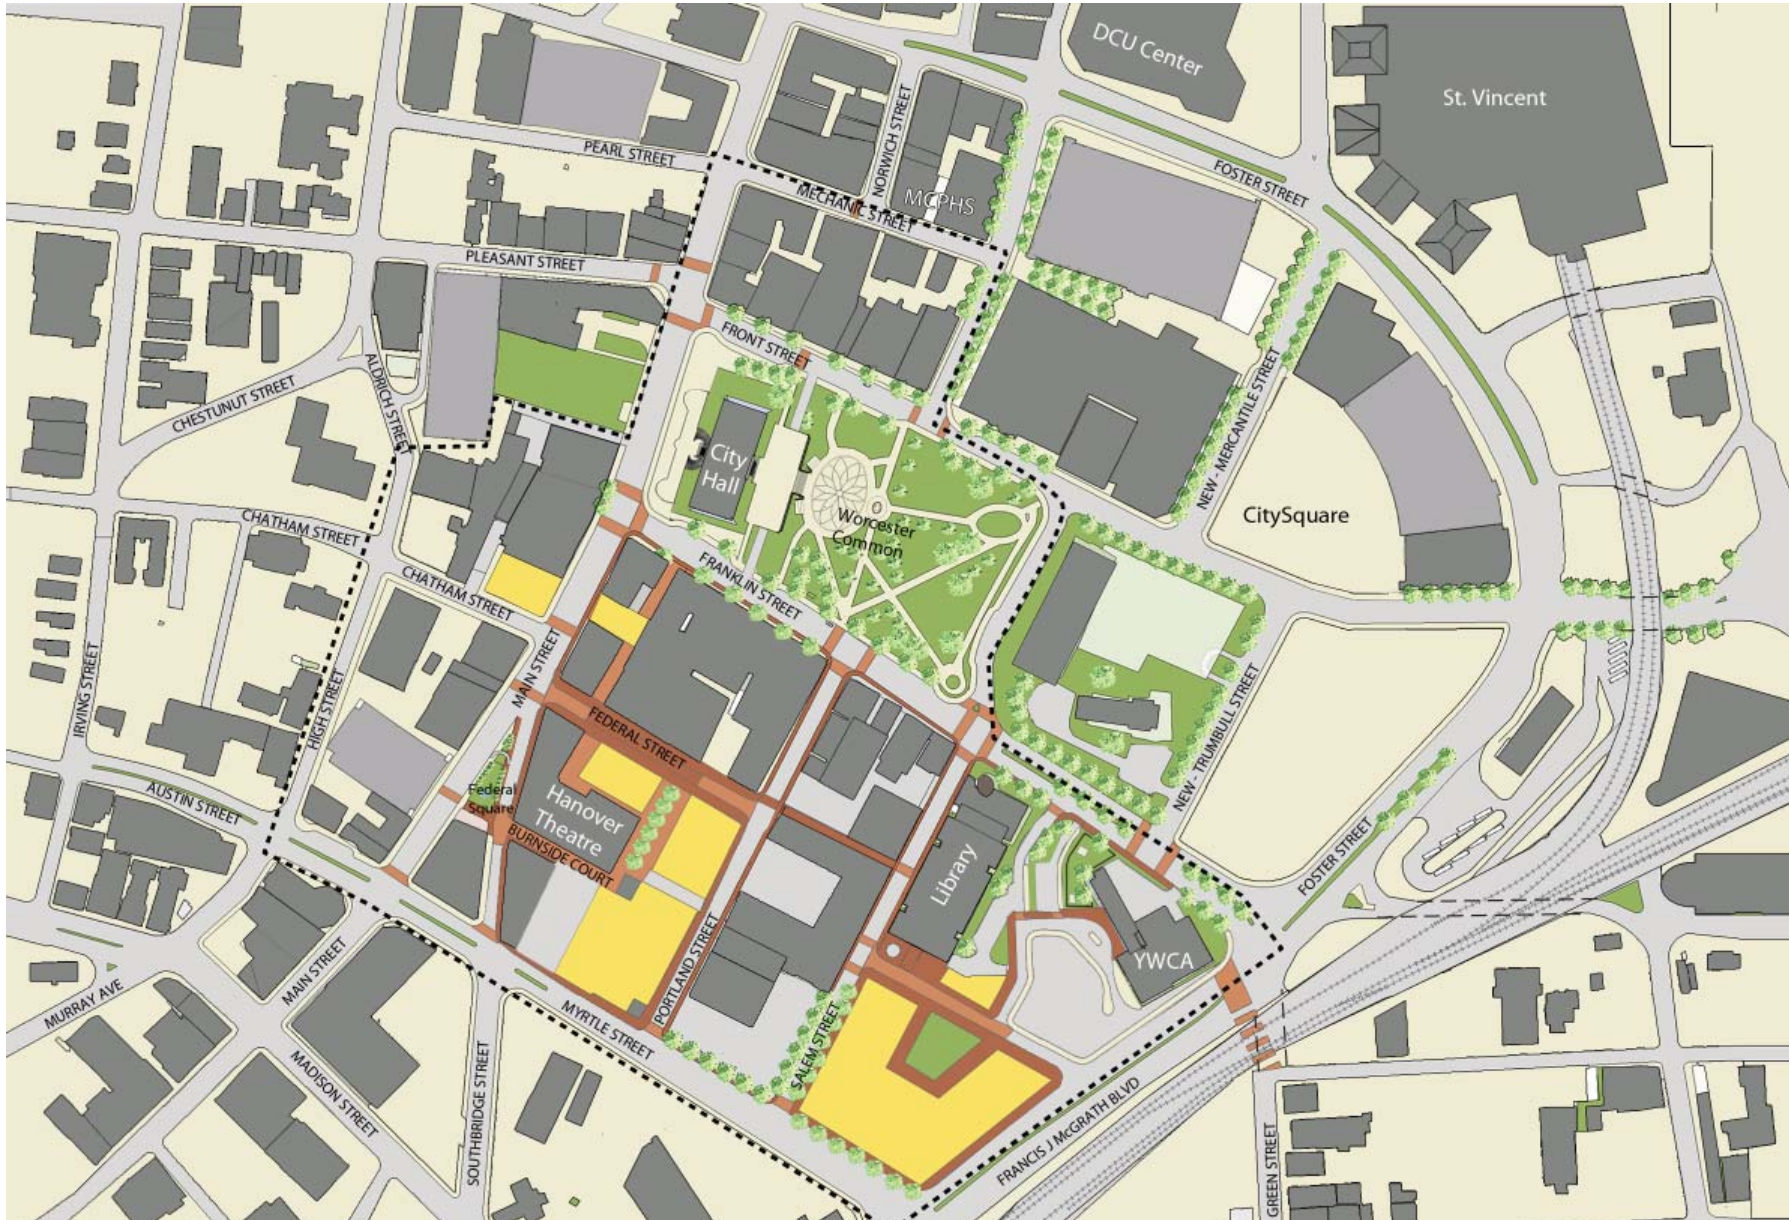 DCU Center
St. Vincent
NORWICH STREET
PEARL STREET
FOSTER STREET
MECHANIC STREET
MCPHS
PLEASANT STREET
FRONT STREET
ALDRICH STREET
CHESTUNUT STREET
NEW - MERCANTILE STREET
City
Hall
CitySquare
Worcester
Common
CHATHAM STREET
CHATHAM STREET
FRANKLIN STREET
IRVING STREET
HIGH STREET
MAIN STREET
FEDERAL STREET
NEW - TRUMBULL STREET
AUSTIN STREET
Federal
Square
Hanover
Theatre
BURNSIDE COURT
Library
FOSTER STREET
PORTLAND STREET
YWCA
MURRAY AVE
MAIN STREET
MYRTLE STREET
SALEM STREET
MADISON STREET
SOUTHBRIDGE STREET
FRANCIS J McGRATH BLVD
GREEN STREET